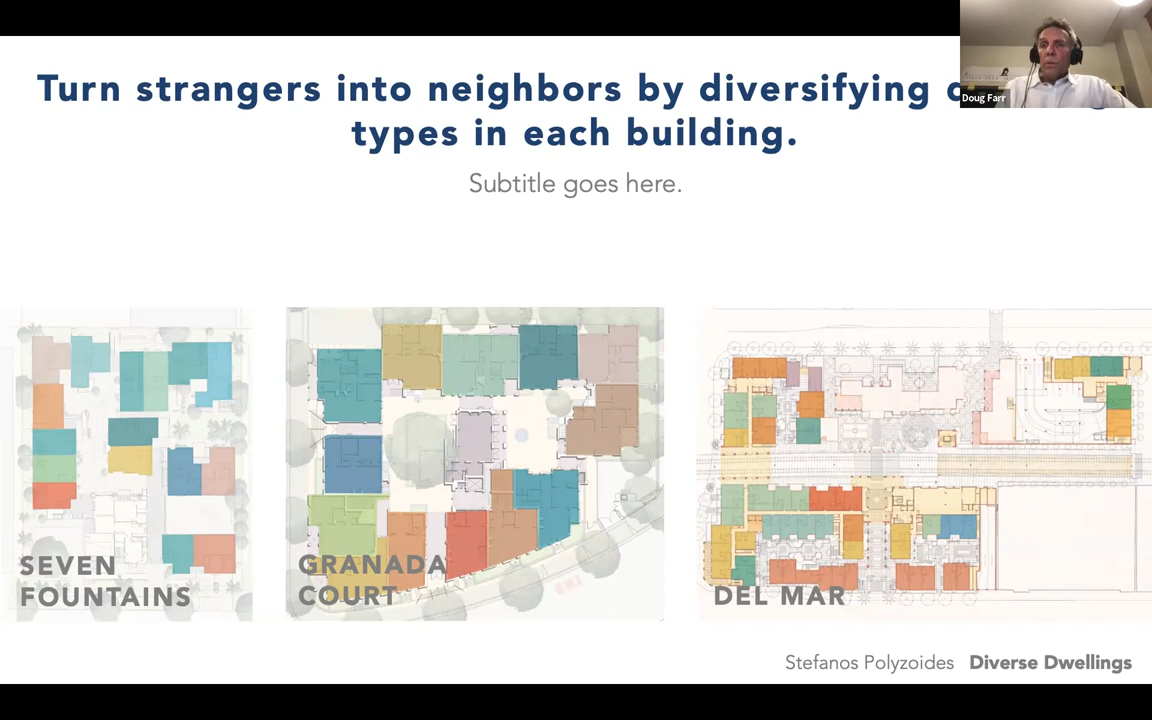 Turn strangers into neighbors by diversifying
types in each building.
Subtitle goes here.
Doug Farr
SEVEN
FOUNTAINS
GRANADA
COURT
DEL MAR
Stefanos Polyzoides Diverse Dwellings